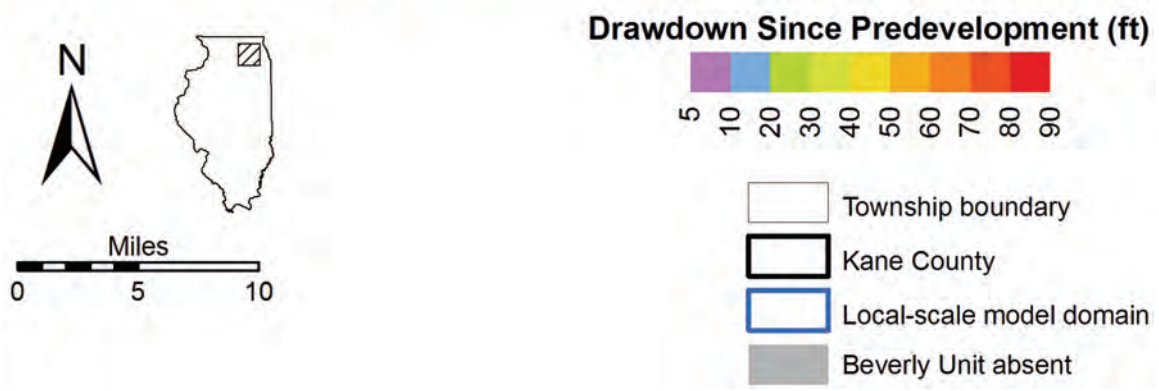 N
Miles
0 5 10
Drawdown Since Predevelopment (ft)
5 10 20 30 40 50 60 70 80 90
Township boundary
Kane County
Local-scale model domain
Beverly Unit absent